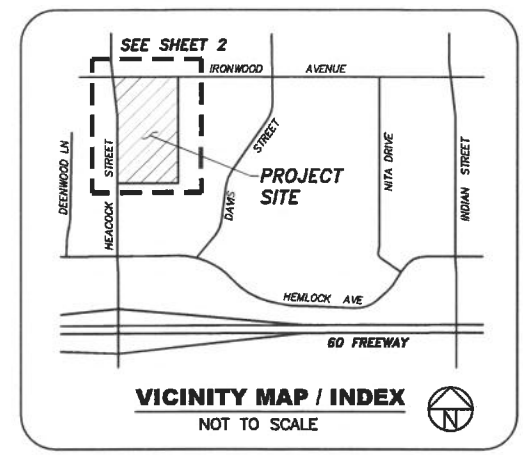 SEE SHEET 2
IRONWOOD AVENUE
DEENWOOD LN
HEACOCK STREET
DAVIS STREET
PROJECT
SITE
NITA DRIVE
INDIAN STREET
HEMLOCK AVE
60 FREEWAY
VICINITY MAP / INDEX
NOT TO SCALE
N